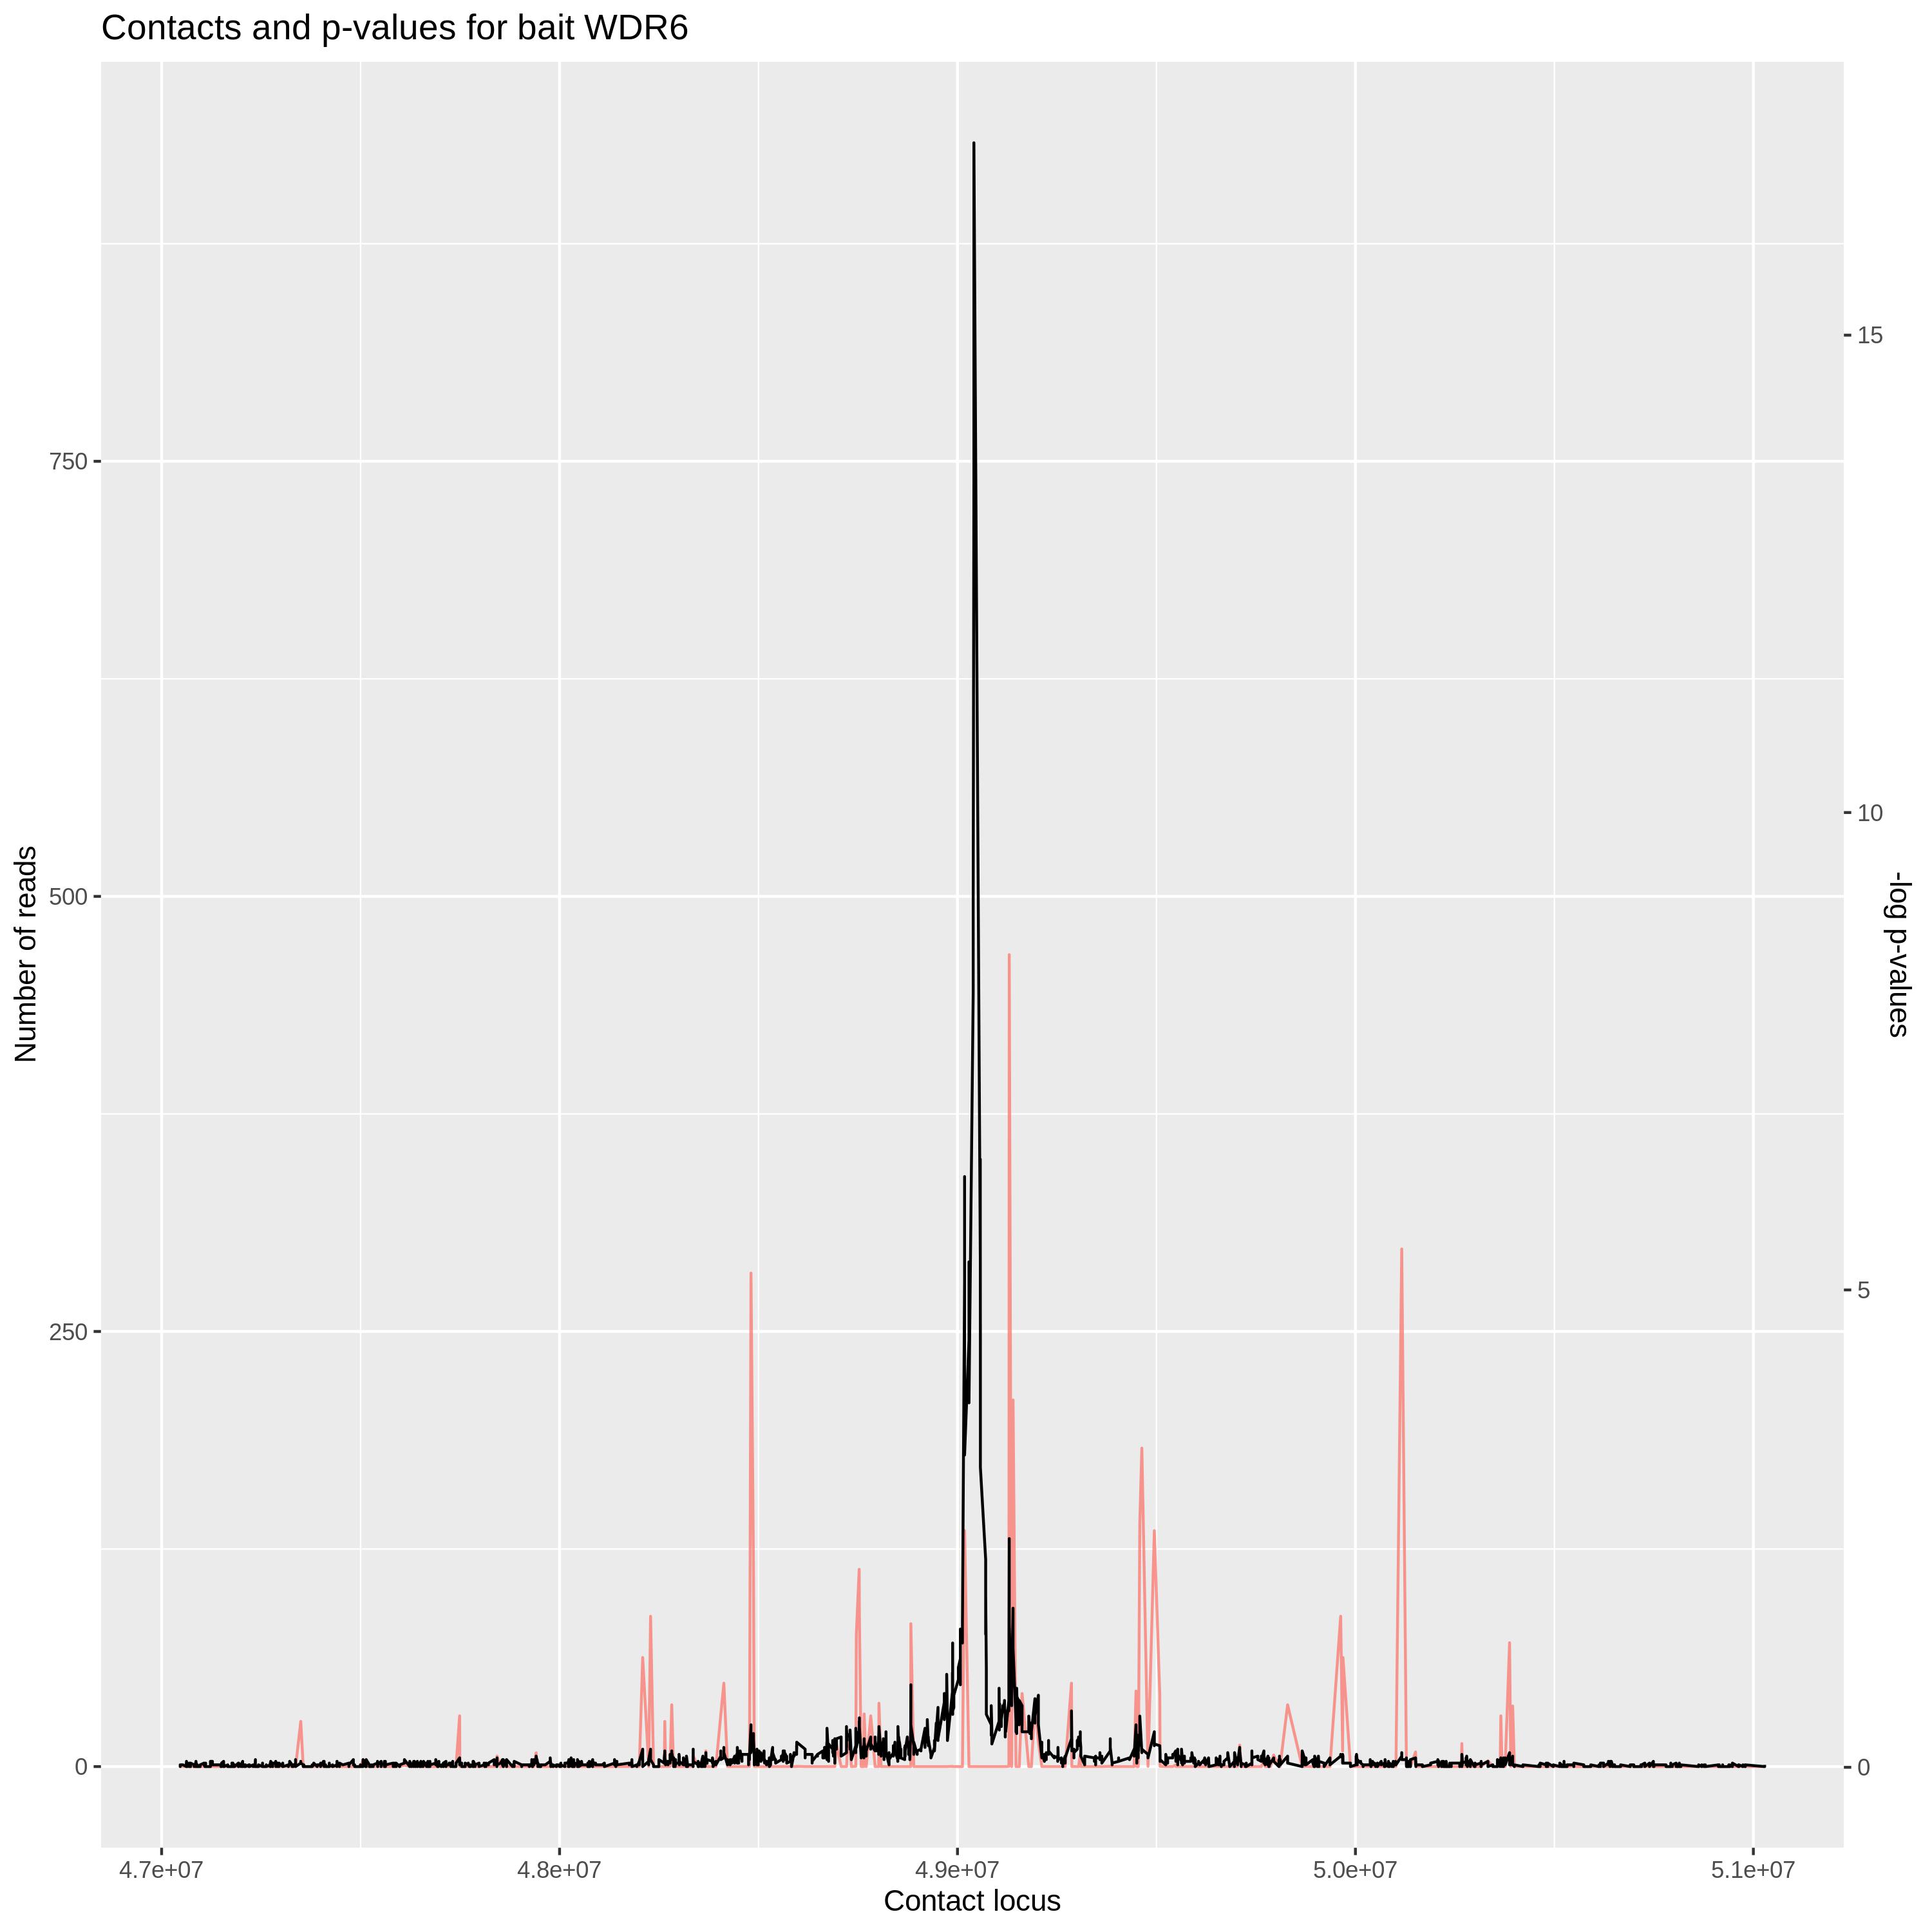 Contacts and p-values for bait WDR6
Number of reads
750
500
250
0
15
10
5
0
-log p-values
4.7e+07 4.8e+07 4.9e+07 5.0e+07 5.1e+07
Contact locus